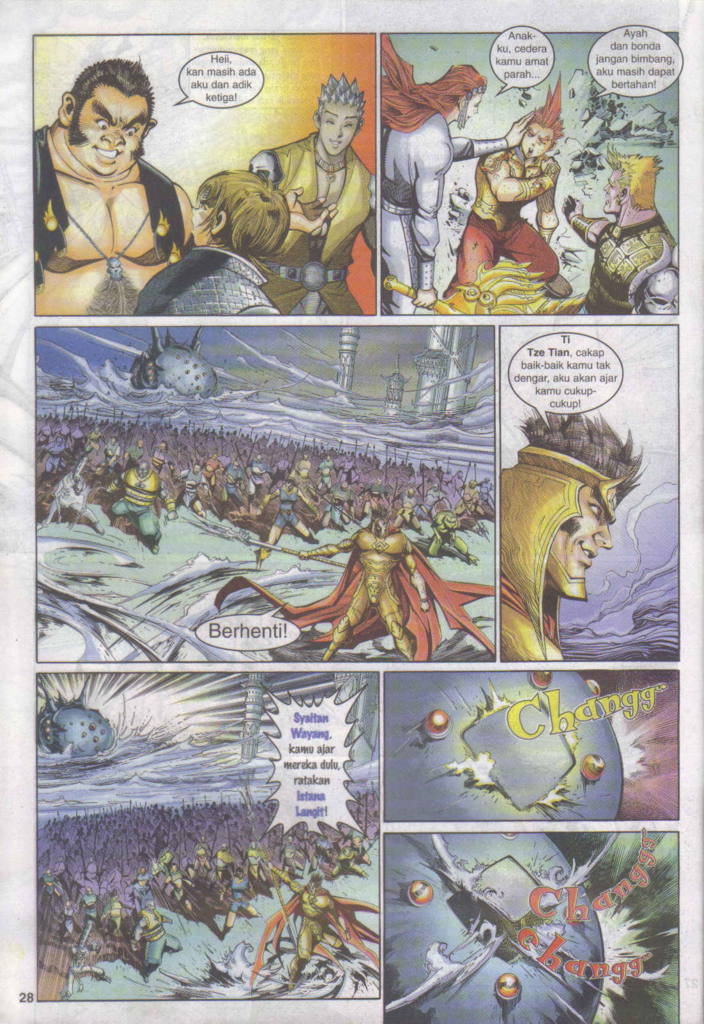 Heii,
kan masih ada
aku dan adik
ketiga!
Anak-
ku, cedera
kamu amat
parah...
Ayah
dan bonda
jangan bimbang,
aku masih dapat
bertahan!
Berhenti!
Ti
Tze Tian, cakap
baik-baik kamu tak
dengar, aku akan ajar
kamu cukup-
cukup!
Syaitan
Wayang,
kamu ajar
mereka dulu,
ratakan
Istana
Langit!
Changg
Changg
Changg
28